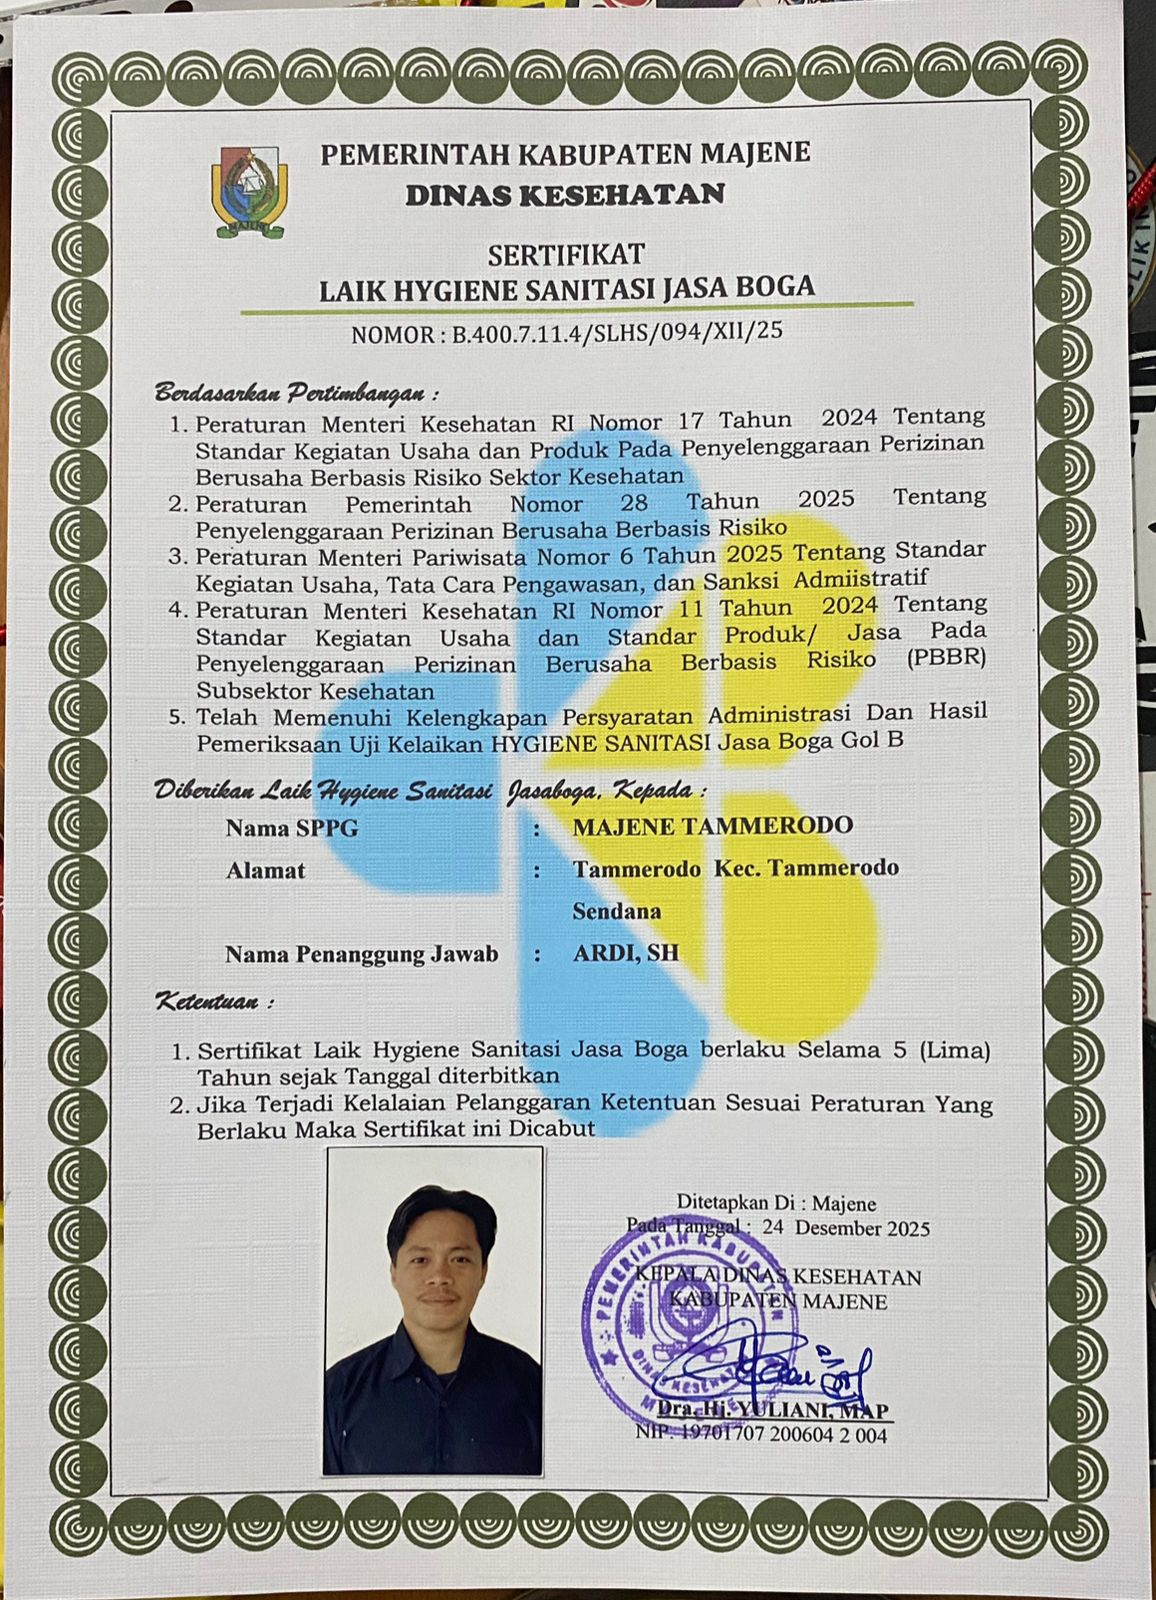 PEMERINTAH KABUPATEN MAJENE
DINAS KESEHATAN
MAJENE
SERTIFIKAT
LAIK HYGIENE SANITASI JASA BOGA
NOMOR : B.400.7.11.4/SLHS/094/XII/25
Berdasarkan Pertimbangan :
1. Peraturan Menteri Kesehatan RI Nomor 17 Tahun 2024 Tentang
Standar Kegiatan Usaha dan Produk Pada Penyelenggaraan Perizinan
Berusaha Berbasis Risiko Sektor Kesehatan
2. Peraturan Pemerintah Nomor 28 Tahun 2025 Tentang
Penyelenggaraan Perizinan Berusaha Berbasis Risiko
3. Peraturan Menteri Pariwisata Nomor 6 Tahun 2025 Tentang Standar
Kegiatan Usaha, Tata Cara Pengawasan, dan Sanksi Admiistratif
4. Peraturan Menteri Kesehatan RI Nomor 11 Tahun 2024 Tentang
Standar Kegiatan Usaha dan Standar Produk/ Jasa Pada
Penyelenggaraan Perizinan Berusaha Berbasis Risiko (PBBR)
Subsektor Kesehatan
5. Telah Memenuhi Kelengkapan Persyaratan Administrasi Dan Hasil
Pemeriksaan Uji Kelaikan HYGIENE SANITASI Jasa Boga Gol B
Diberikan Laik Hygiene Sanitasi Jasaboga, Kepada :
Nama SPPG : MAJENE TAMMERODO
Alamat : Tammerodo Kec. Tammerodo
Sendana
Nama Penanggung Jawab : ARDI, SH
Ketentuan :
1. Sertifikat Laik Hygiene Sanitasi Jasa Boga berlaku Selama 5 (Lima)
Tahun sejak Tanggal diterbitkan
2. Jika Terjadi Kelalaian Pelanggaran Ketentuan Sesuai Peraturan Yang
Berlaku Maka Sertifikat ini Dicabut
Ditetapkan Di : Majene
Pada Tanggal : 24 Desember 2025
KEPALA DINAS KESEHATAN
KABUPATEN MAJENE
PEMERINTAH KABUPATEN
DINAS KESEHATAN
Dra. Hj. YULIANI, MAP
NIP. 19701707 200604 2 004